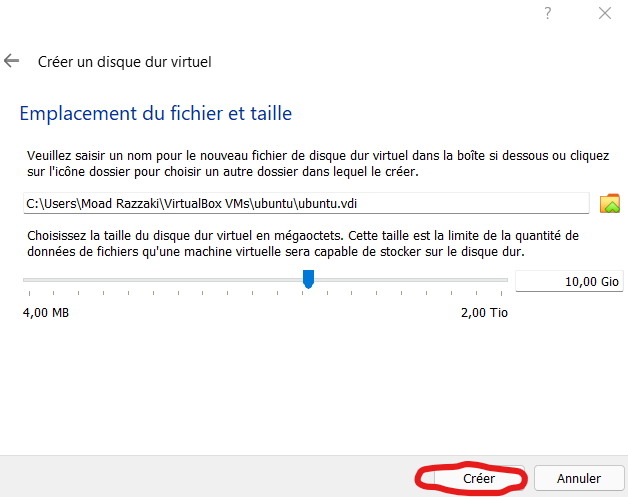 ?
Créer un disque dur virtuel
Emplacement du fichier et taille
Veuillez saisir un nom pour le nouveau fichier de disque dur virtuel dans la boîte si dessous ou cliquez
sur l'icône dossier pour choisir un autre dossier dans lequel le créer.
C:\Users\Moad Razzaki\VirtualBox VMs\ubuntu\ubuntu.vdi
Choisissez la taille du disque dur virtuel en mégaoctets. Cette taille est la limite de la quantité de
données de fichiers qu'une machine virtuelle sera capable de stocker sur le disque dur.
10,00 Gio
4,00 MB 2,00 Tio
Créer Annuler